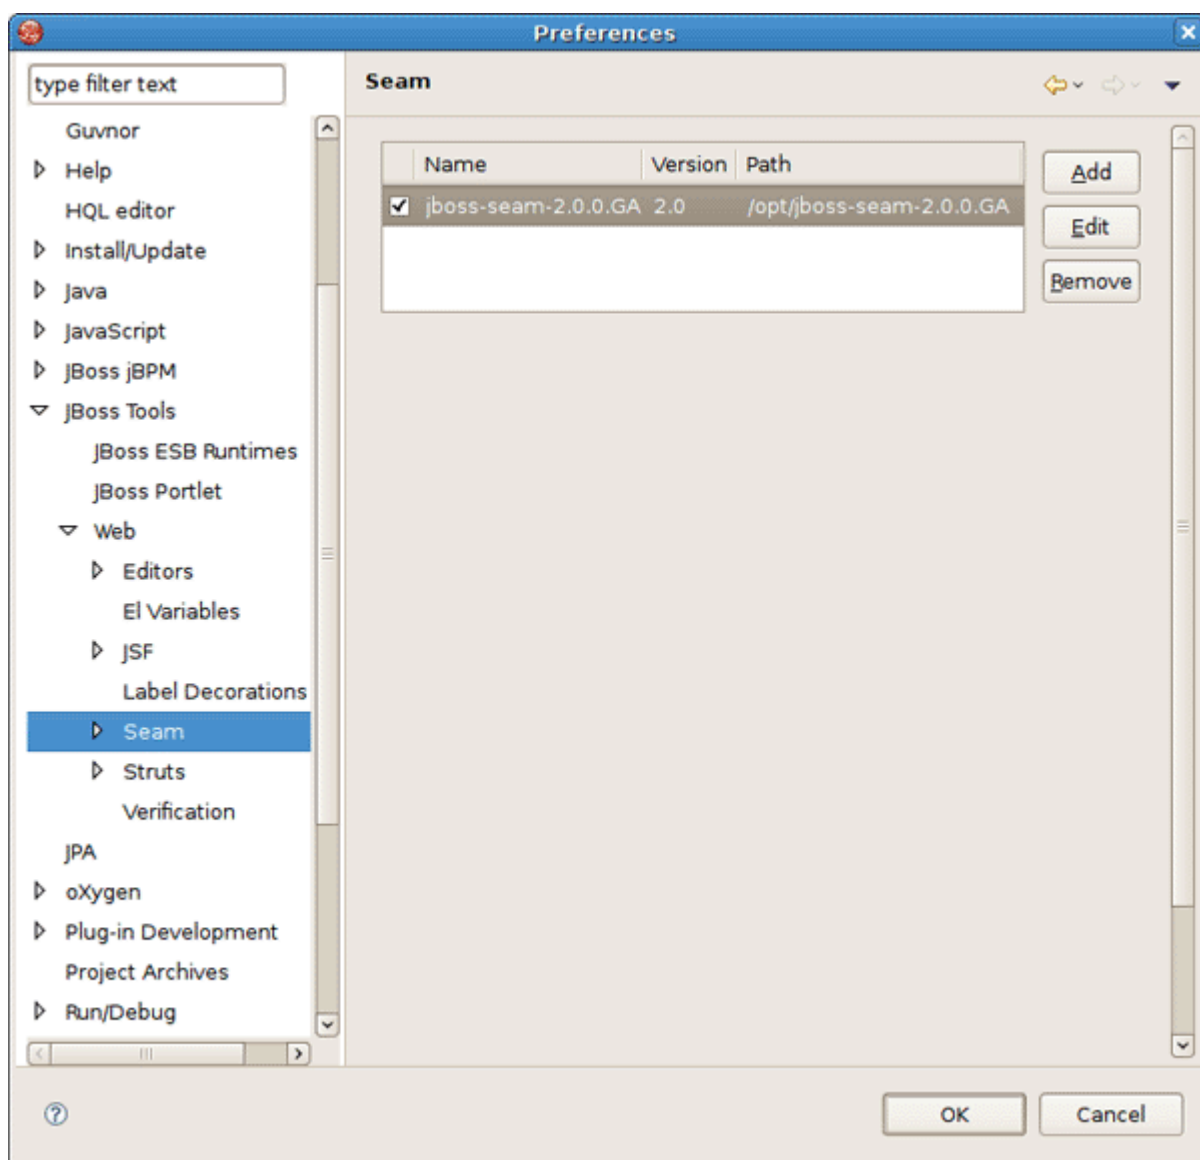 Preferences
type filter text
Guvnor
Help
HQL editor
Install/Update
Java
JavaScript
JBoss jBPM
JBoss Tools
JBoss ESB Runtimes
JBoss Portlet
Web
Editors
El Variables
JSF
Label Decorations
Seam
Struts
Verification
JPA
oXygen
Plug-in Development
Project Archives
Run/Debug
Seam
Name Version Path
jboss-seam-2.0.0.GA 2.0 /opt/jboss-seam-2.0.0.GA
Add
Edit
Remove
?
OK Cancel